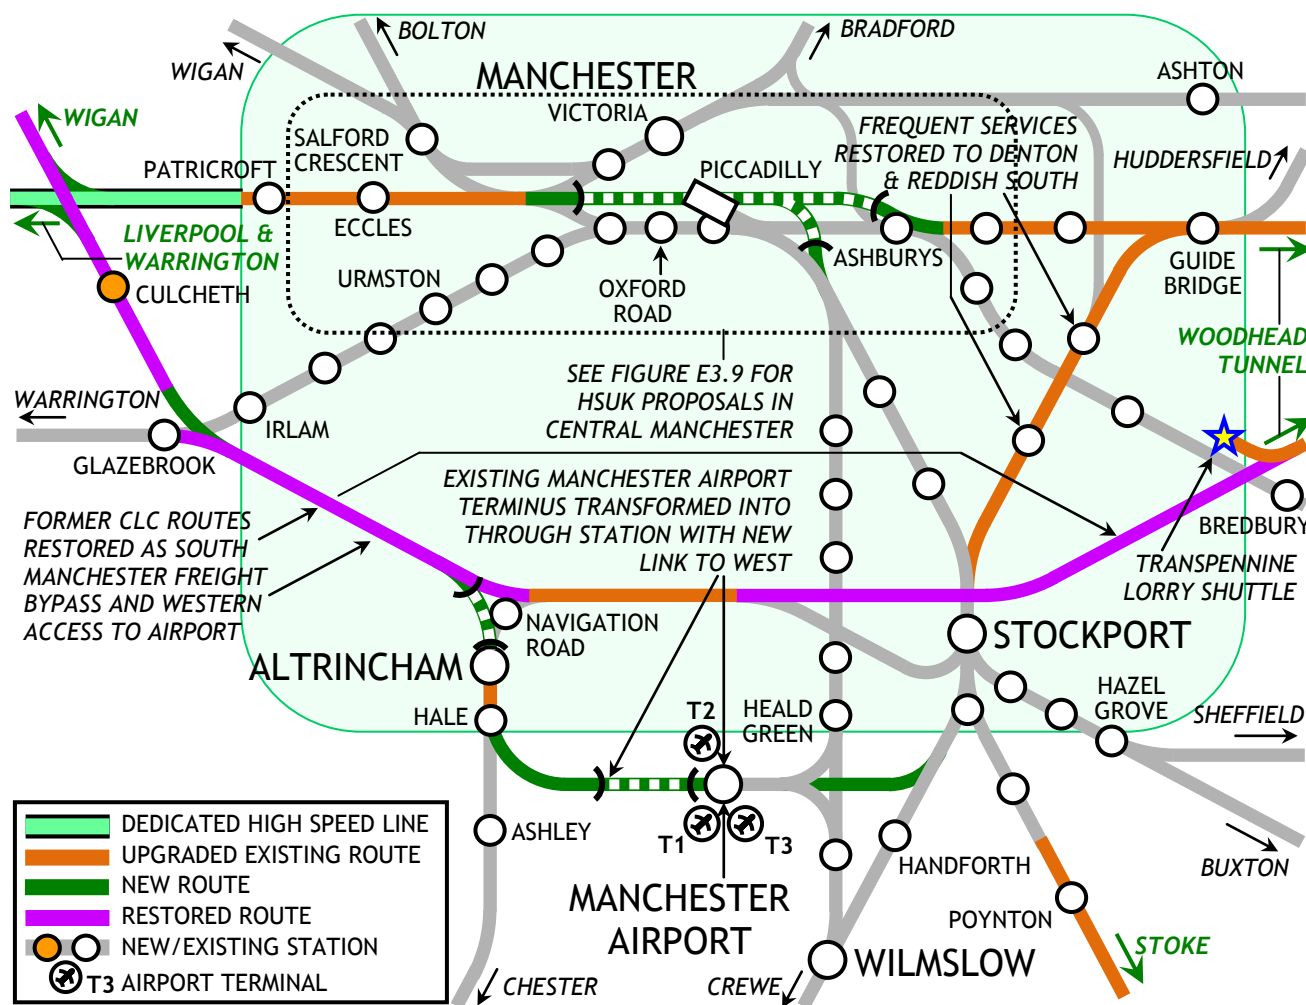 BOLTON
BRADFORD
WIGAN
MANCHESTER
ASHTON
WIGAN
VICTORIA
SALFORD
CRESCENT
FREQUENT SERVICES
RESTORED TO DENTON
& REDDISH SOUTH
PATRICROFT
PICCADILLY
HUDDERSFIELD
ECCLES
LIVERPOOL &
WARRINGTON
ASHBURYS
GUIDE
BRIDGE
CULCHETH
URMSTON
OXFORD
ROAD
WOODHEAD
TUNNEL
SEE FIGURE E3.9 FOR
HSUK PROPOSALS IN
CENTRAL MANCHESTER
WARRINGTON
IRLAM
GLAZEBROOK
EXISTING MANCHESTER AIRPORT
TERMINUS TRANSFORMED INTO
THROUGH STATION WITH NEW
LINK TO WEST
FORMER CLC ROUTES
RESTORED AS SOUTH
MANCHESTER FREIGHT
BYPASS AND WESTERN
ACCESS TO AIRPORT
BREDBURY
TRANSPENNINE
LORRY SHUTTLE
NAVIGATION
ROAD
STOCKPORT
ALTRINCHAM
HALE
T2
HEALD
GREEN
HAZEL
GROVE
SHEFFIELD
T1
T3
ASHLEY
HANDFORTH
BUXTON
MANCHESTER
AIRPORT
POYNTON
STOKE
WILMSLOW
CHESTER
CREWE
DEDICATED HIGH SPEED LINE
UPGRADED EXISTING ROUTE
NEW ROUTE
RESTORED ROUTE
NEW/EXISTING STATION
T3 AIRPORT TERMINAL